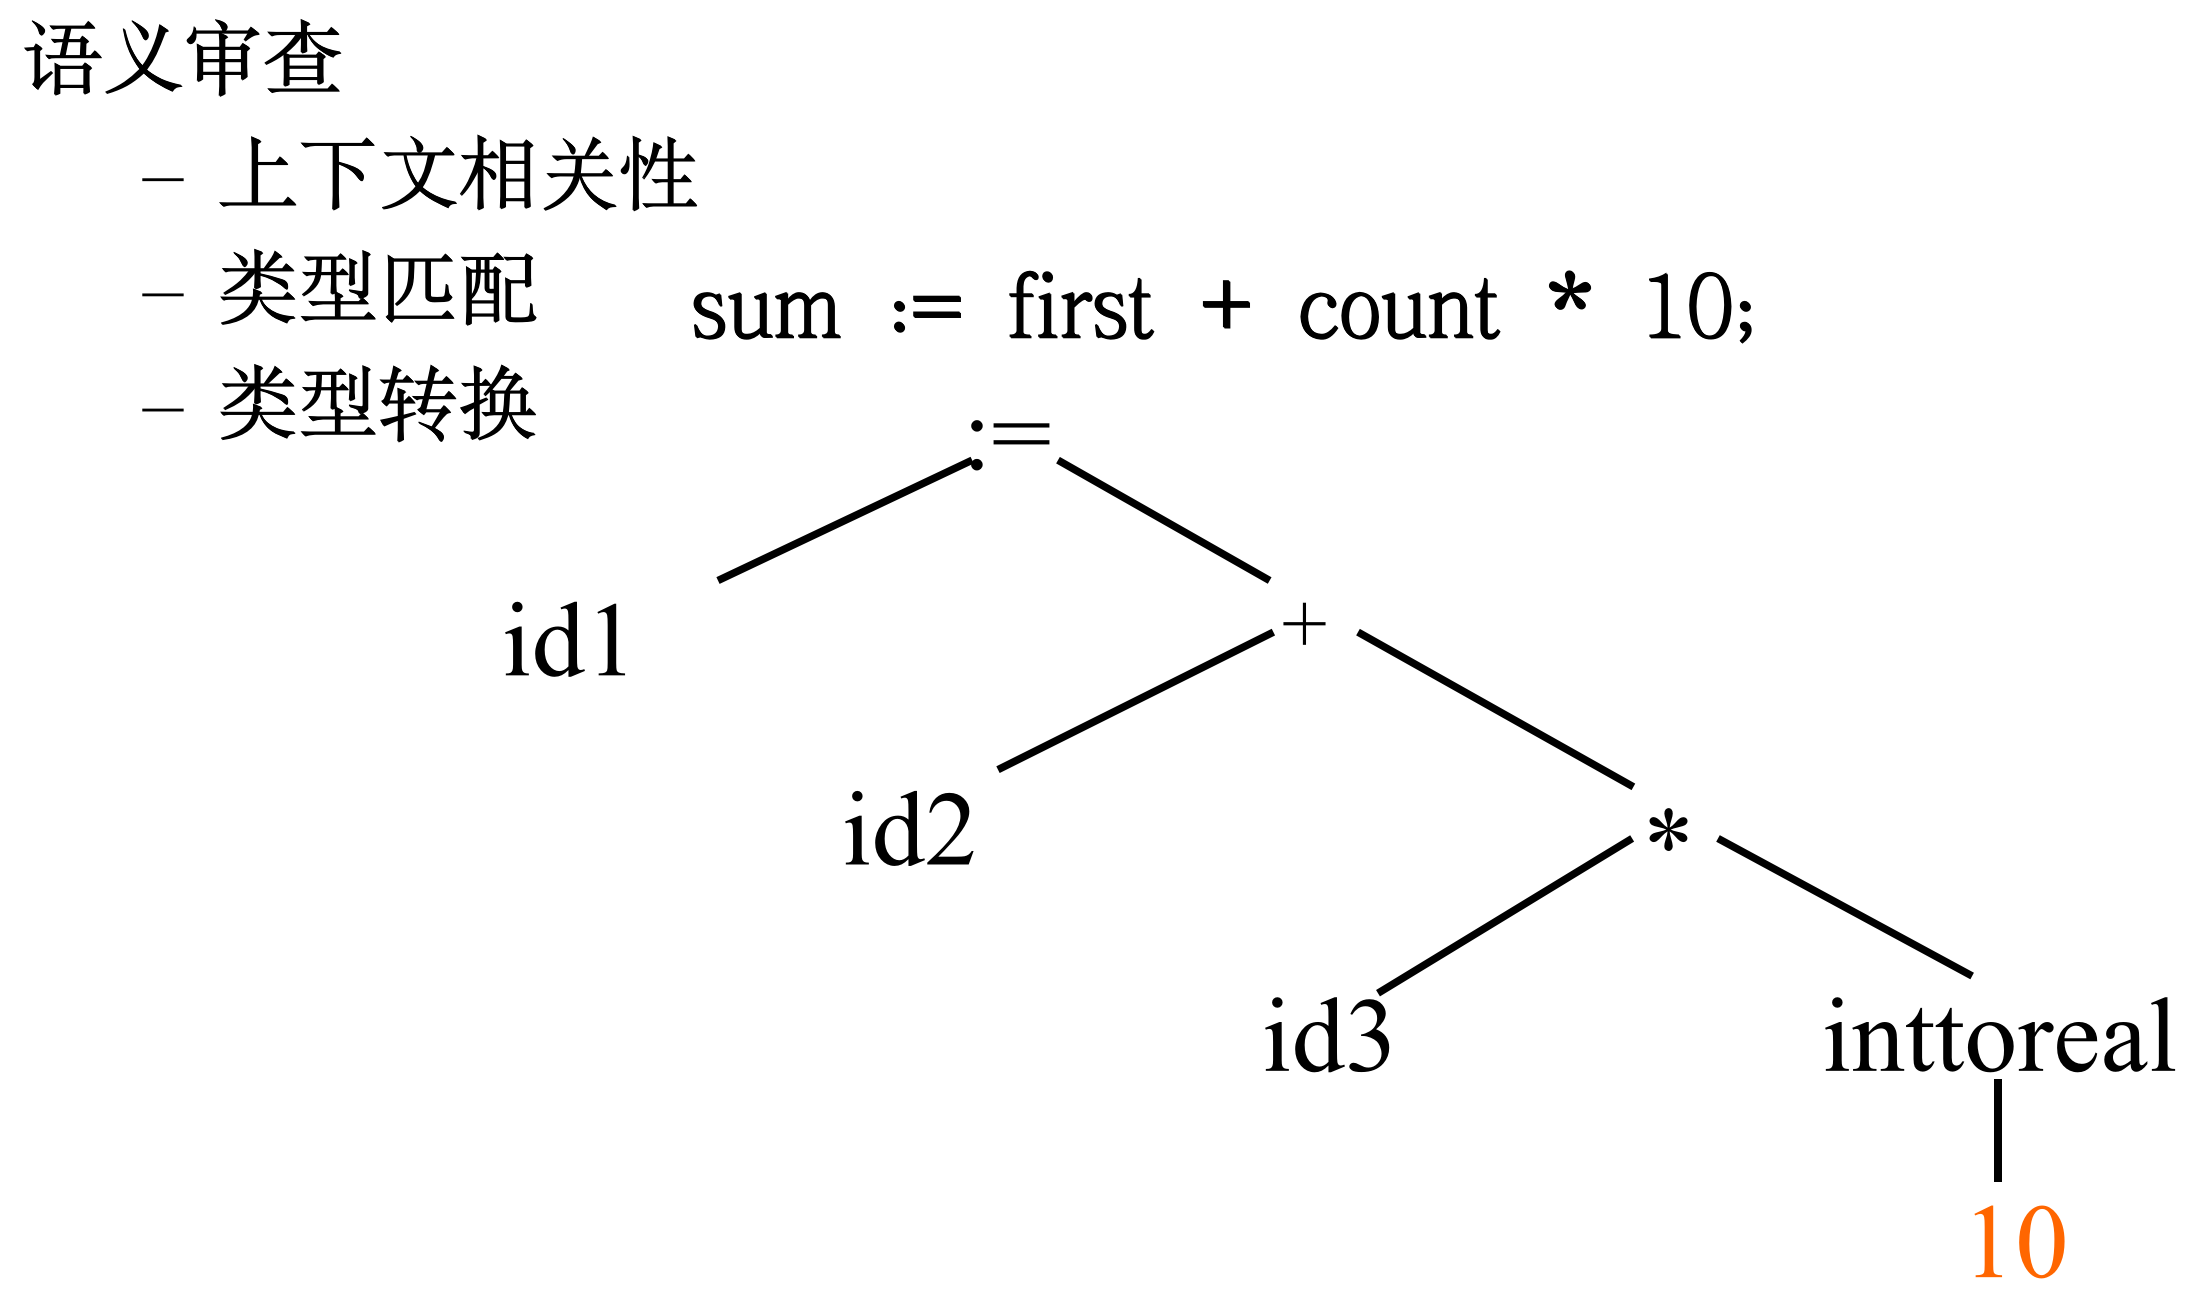 语义审查
– 上下文相关性
– 类型匹配
sum := first + count * 10;
– 类型转换
:=
id1
+
id2
*
id3
inttoreal
10